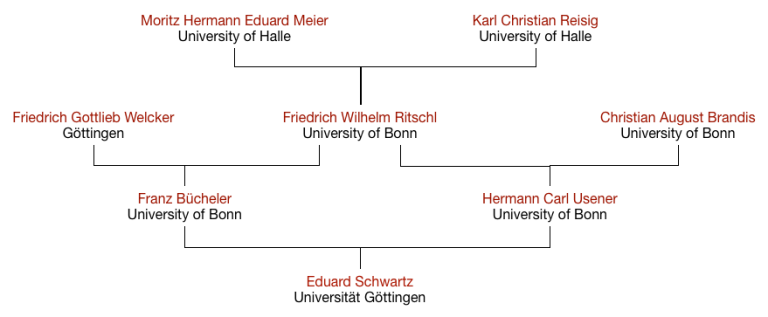 Moritz Hermann Eduard Meier
University of Halle
Karl Christian Reisig
University of Halle
Friedrich Gottlieb Welcker
Göttingen
Friedrich Wilhelm Ritschl
University of Bonn
Christian August Brandis
University of Bonn
Franz Bücheler
University of Bonn
Hermann Carl Usener
University of Bonn
Eduard Schwartz
Universität Göttingen